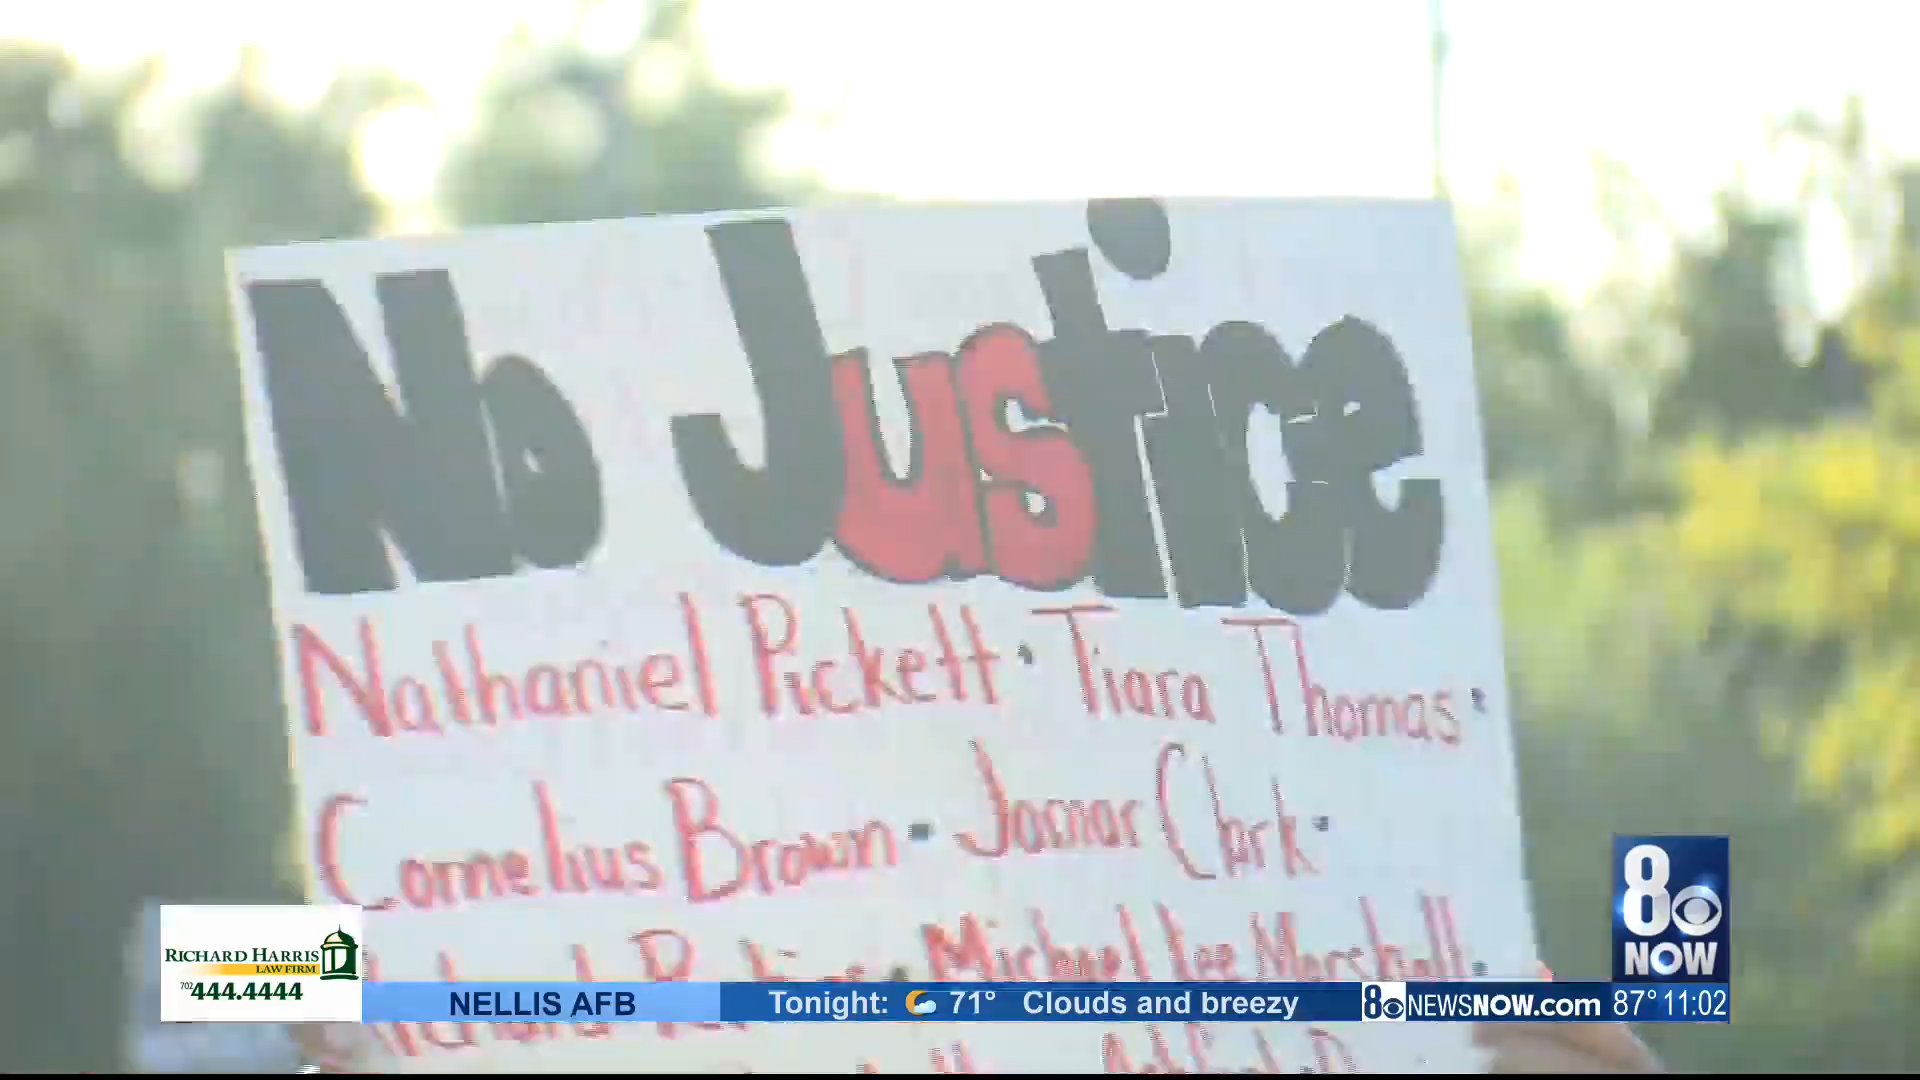 No Justice
Nathaniel Pickett · Tiara Thomas ·
Cornelius Brown · Jasmar Clark ·
Michael Lee Marshall ·
8
NOW
RICHARD HARRIS
LAW FIRM
702 444.4444
NELLIS AFB Tonight: 71° Clouds and breezy 8 NEWSNOW.com 87° 11:02